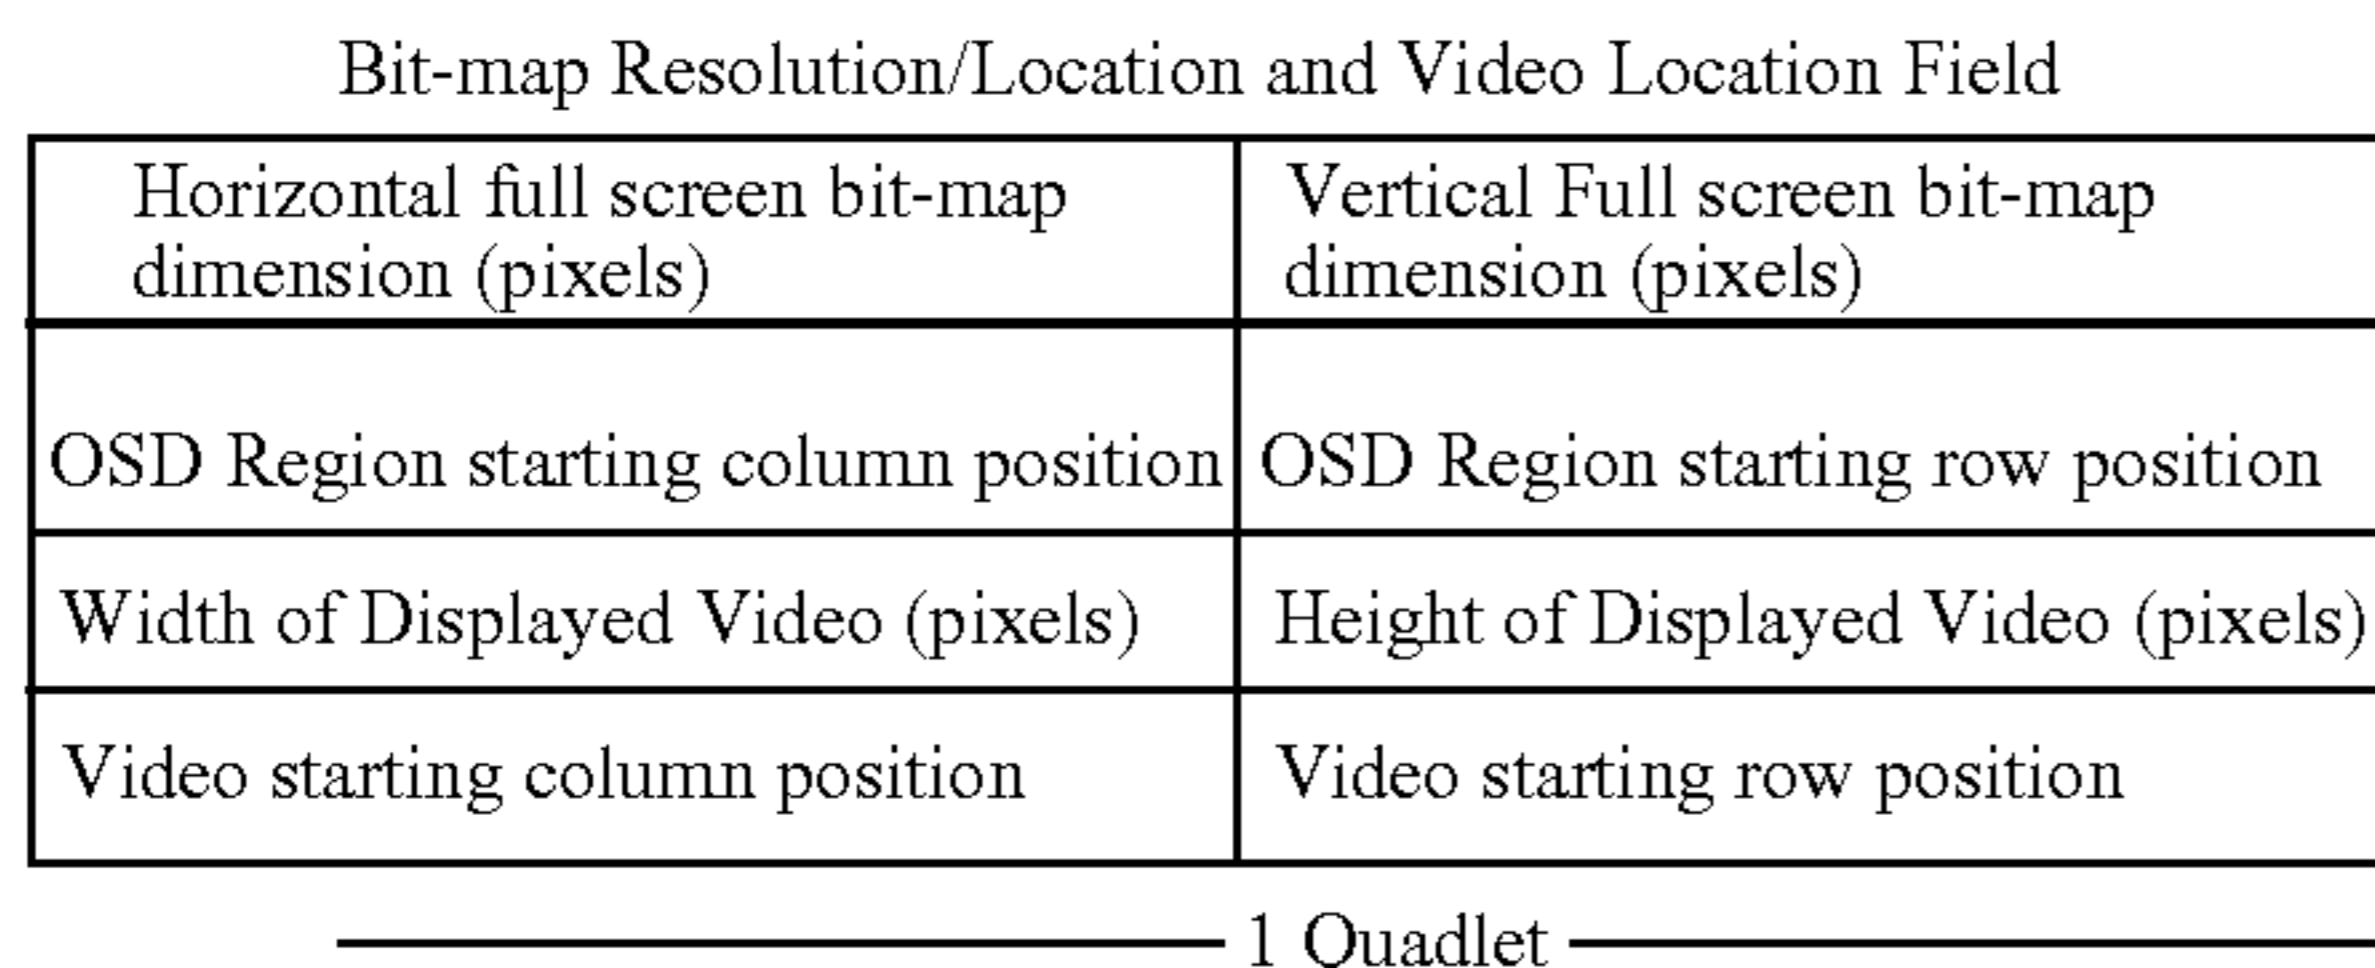 Bit-map Resolution/Location and Video Location Field
Horizontal full screen bit-map
dimension (pixels)
Vertical Full screen bit-map
dimension (pixels)
OSD Region starting column position
OSD Region starting row position
Width of Displayed Video (pixels)
Height of Displayed Video (pixels)
Video starting column position
Video starting row position
1 Quadlet